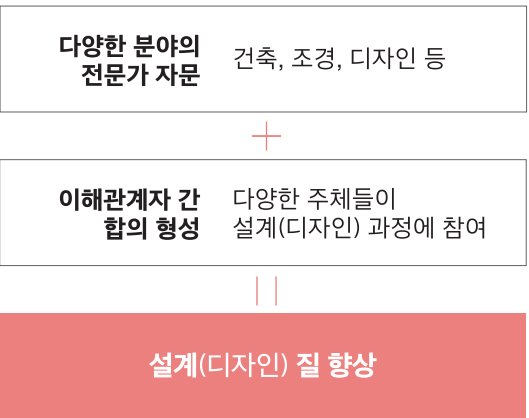 다양한 분야의
전문가 자문
건축, 조경, 디자인 등
+
이해관계자 간
합의 형성
다양한 주체들이
설계(디자인) 과정에 참여
설계(디자인) 질 향상